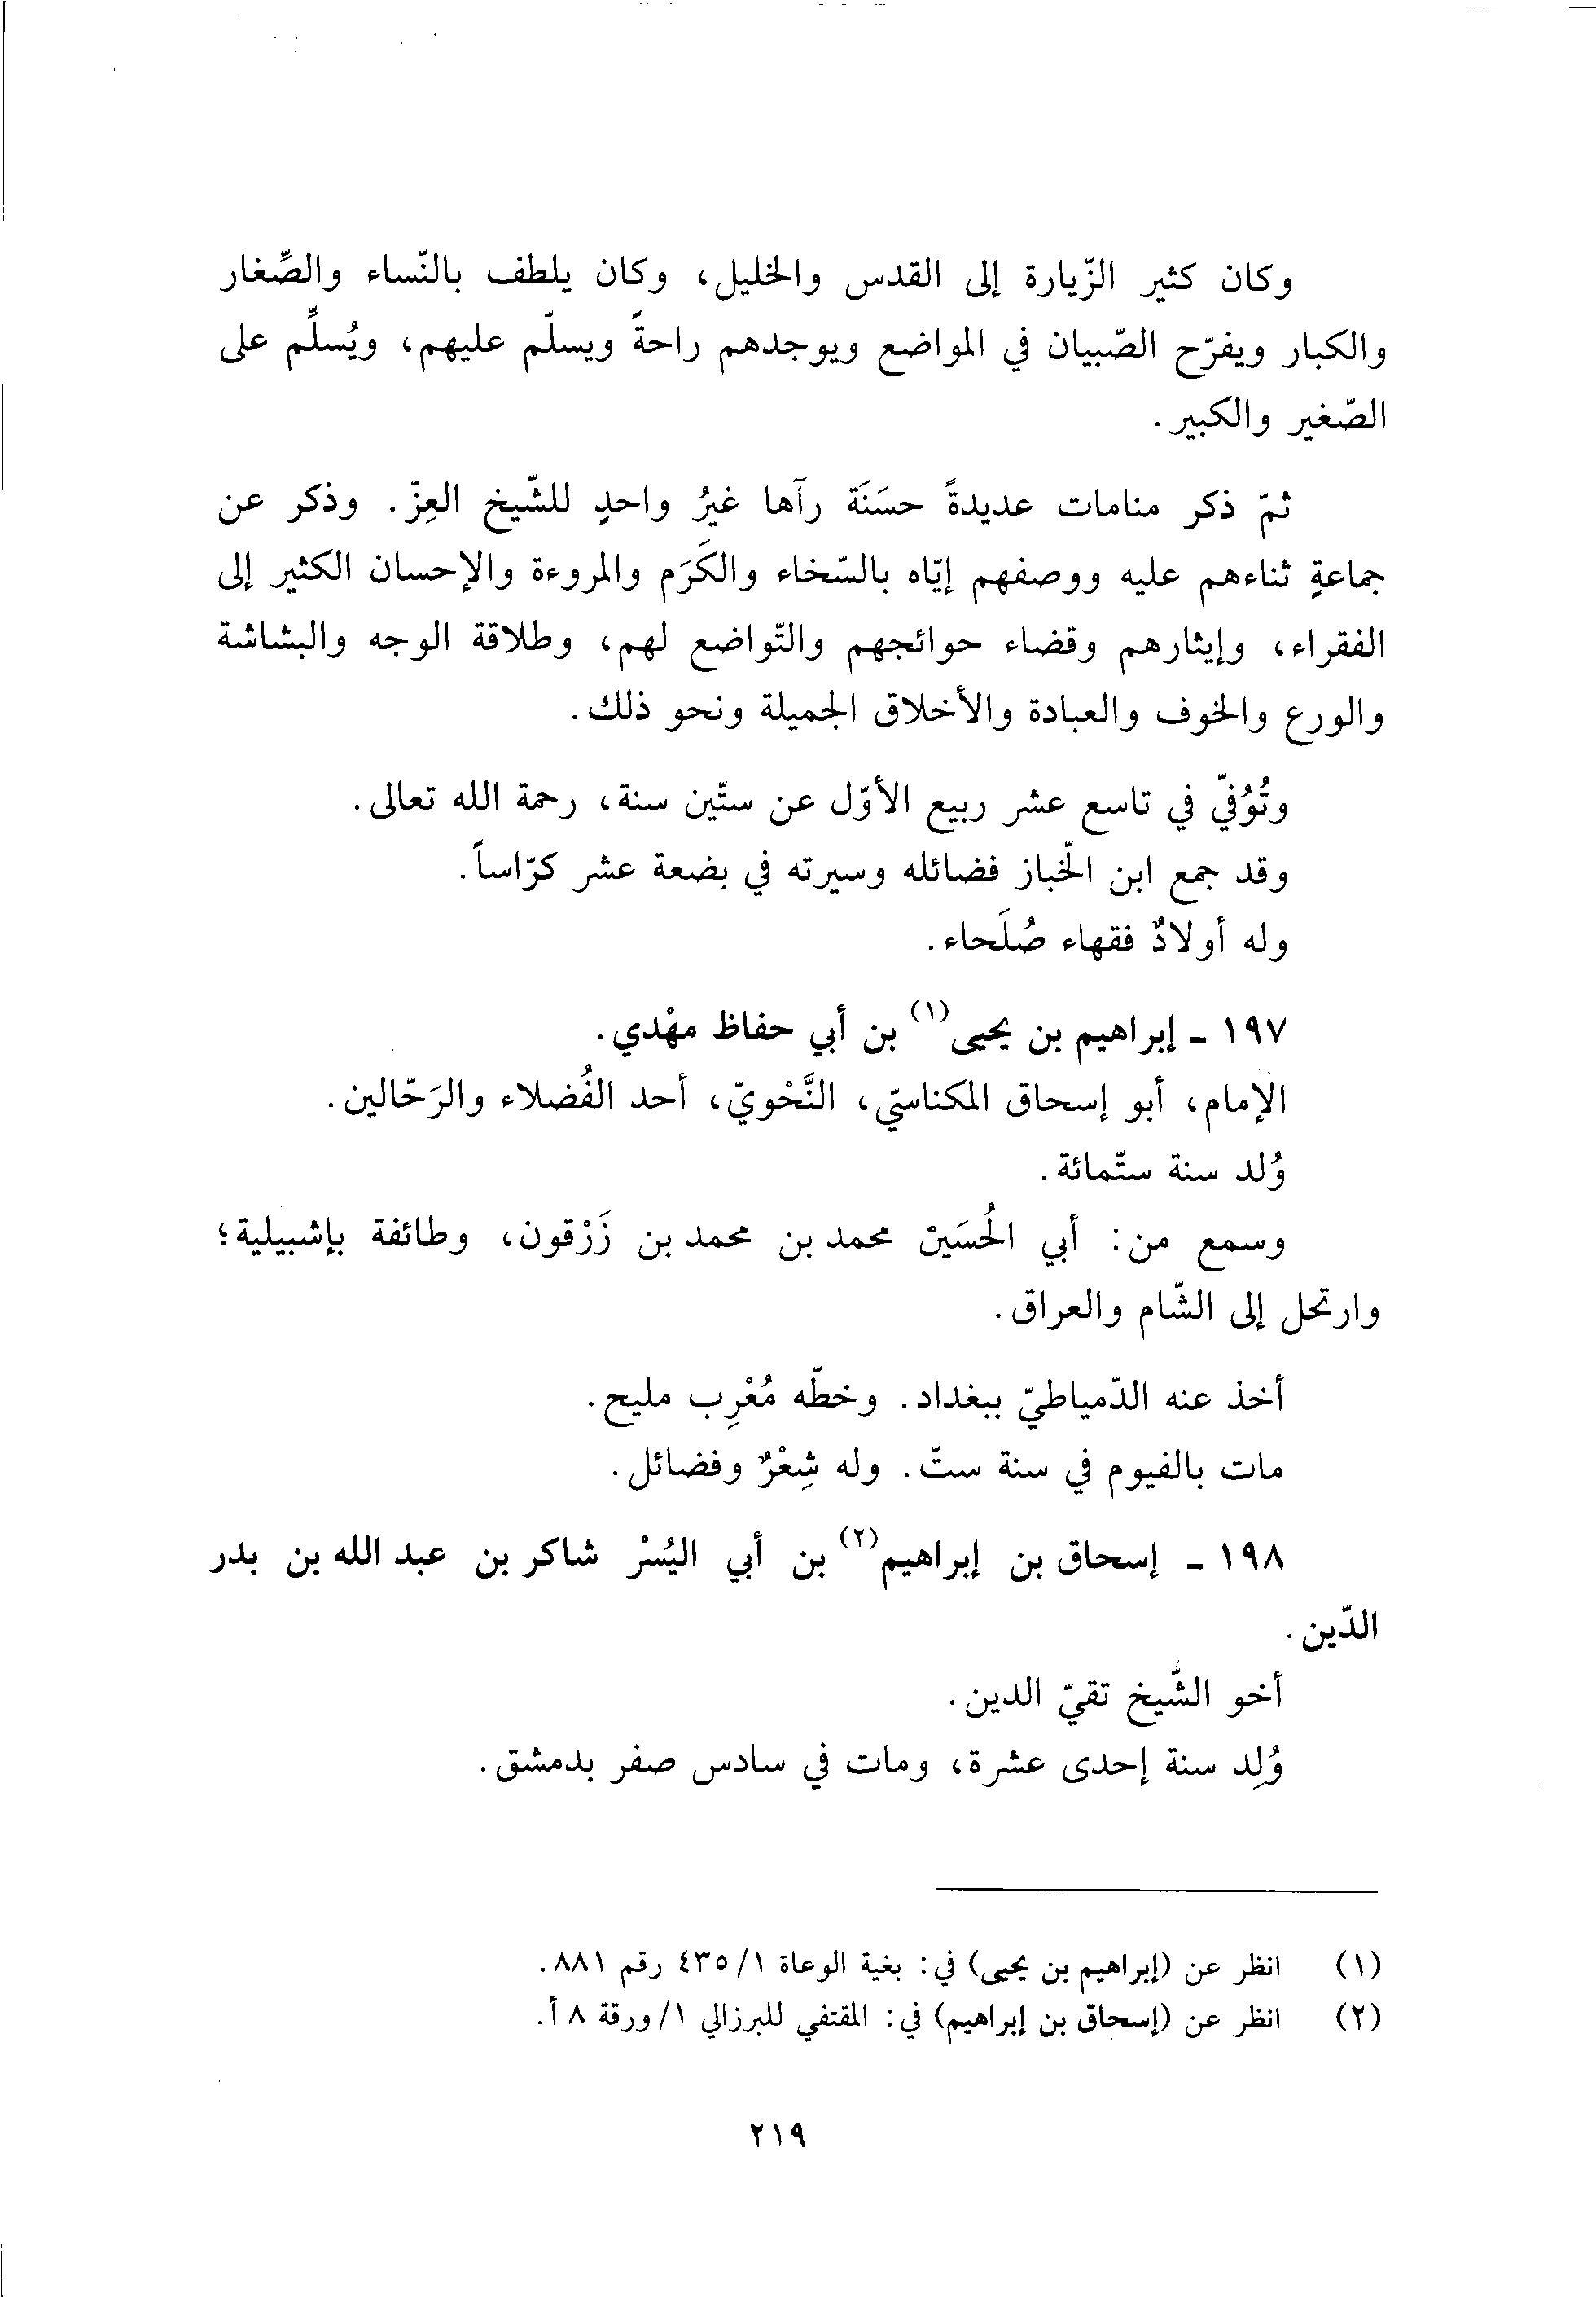 وكان كثير الزّيارة إلى القدس والخليل، وكان يلطف بالنّساء والصِّغار
والكبار ويفرّح الصّبيان في المواضع ويوجدهم راحةً ويسلّم عليهم، ويُسلِّم على
الصّغير والكبير.
ثمّ ذكر منامات عديدةً حسَنَة رآها غيرُ واحدٍ للشّيخ العِزّ. وذكر عن
جماعةٍ ثناءهم عليه ووصفهم إيّاه بالسّخاء والكَرَم والمروءة والإحسان الكثير إلى
الفقراء، وإيثارهم وقضاء حوائجهم والتّواضع لهم، وطلاقة الوجه والبشاشة
والورع والخوف والعبادة والأخلاق الجميلة ونحو ذلك.
وتُوُفيّ في تاسع عشر ربيع الأوّل عن ستّين سنة، رحمة الله تعالى.
وقد جمع ابن الخّباز فضائله وسيرته في بضعة عشر كرّاساً.
وله أولادٌ فقهاء صُلَحاء.
١٩٧ ـ إبراهيم بن يحيى(١) بن أبي حفاظ مهْدي.
الإمام، أبو إسحاق المكناسيّ، النَّحْويّ، أحد الفُضلاء والرَحّالين.
وُلد سنة ستّمائة.
وسمع من: أبي الحُسَينْ محمد بن محمد بن زَرْقون، وطائفة بإشبيلية؛
وارتحل إلى الشّام والعراق.
أخذ عنه الدّمياطيّ ببغداد. وخطّه مُغْرِب مليح.
مات بالفيوم في سنة ستّ. وله شِعْرٌ وفضائل.
١٩٨ ـ إسحاق بن إبراهيم(٢) بن أبي اليُسرْ شاكر بن عبد الله بن بدر
الدّين.
أخو الشّيخ تقيّ الدين.
وُلِد سنة إحدى عشرة، ومات في سادس صفر بدمشق.
(١) انظر عن (إبراهيم بن يحيى) في: بغية الوعاة ١/ ٤٣٥ رقم ٨٨١.
(٢) انظر عن (إسحاق بن إبراهيم) في: المقتفي للبرزالي ١/ ورقة ٨ أ.
٢١٩